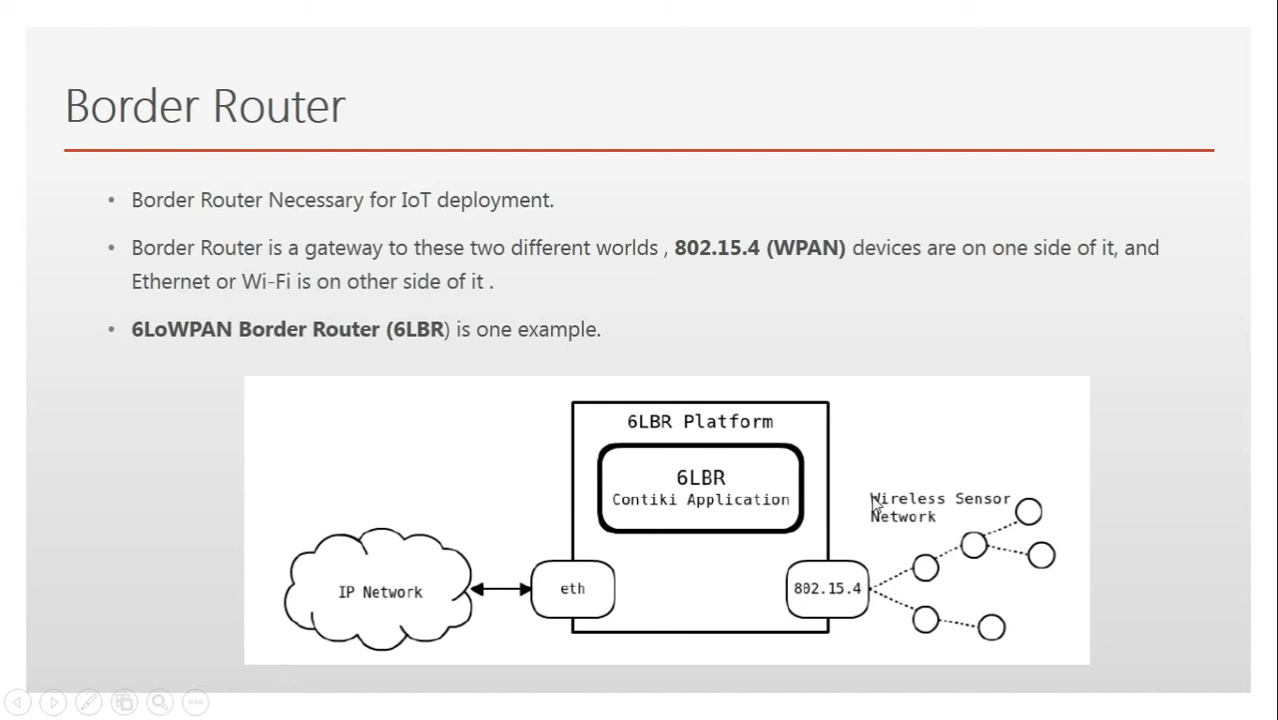 Border Router
• Border Router Necessary for IoT deployment.
• Border Router is a gateway to these two different worlds , 802.15.4 (WPAN) devices are on one side of it, and
Ethernet or Wi-Fi is on other side of it .
• 6LoWPAN Border Router (6LBR) is one example.
6LBR Platform
6LBR
Contiki Application
Wireless Sensor
Network
IP Network
eth
802.15.4